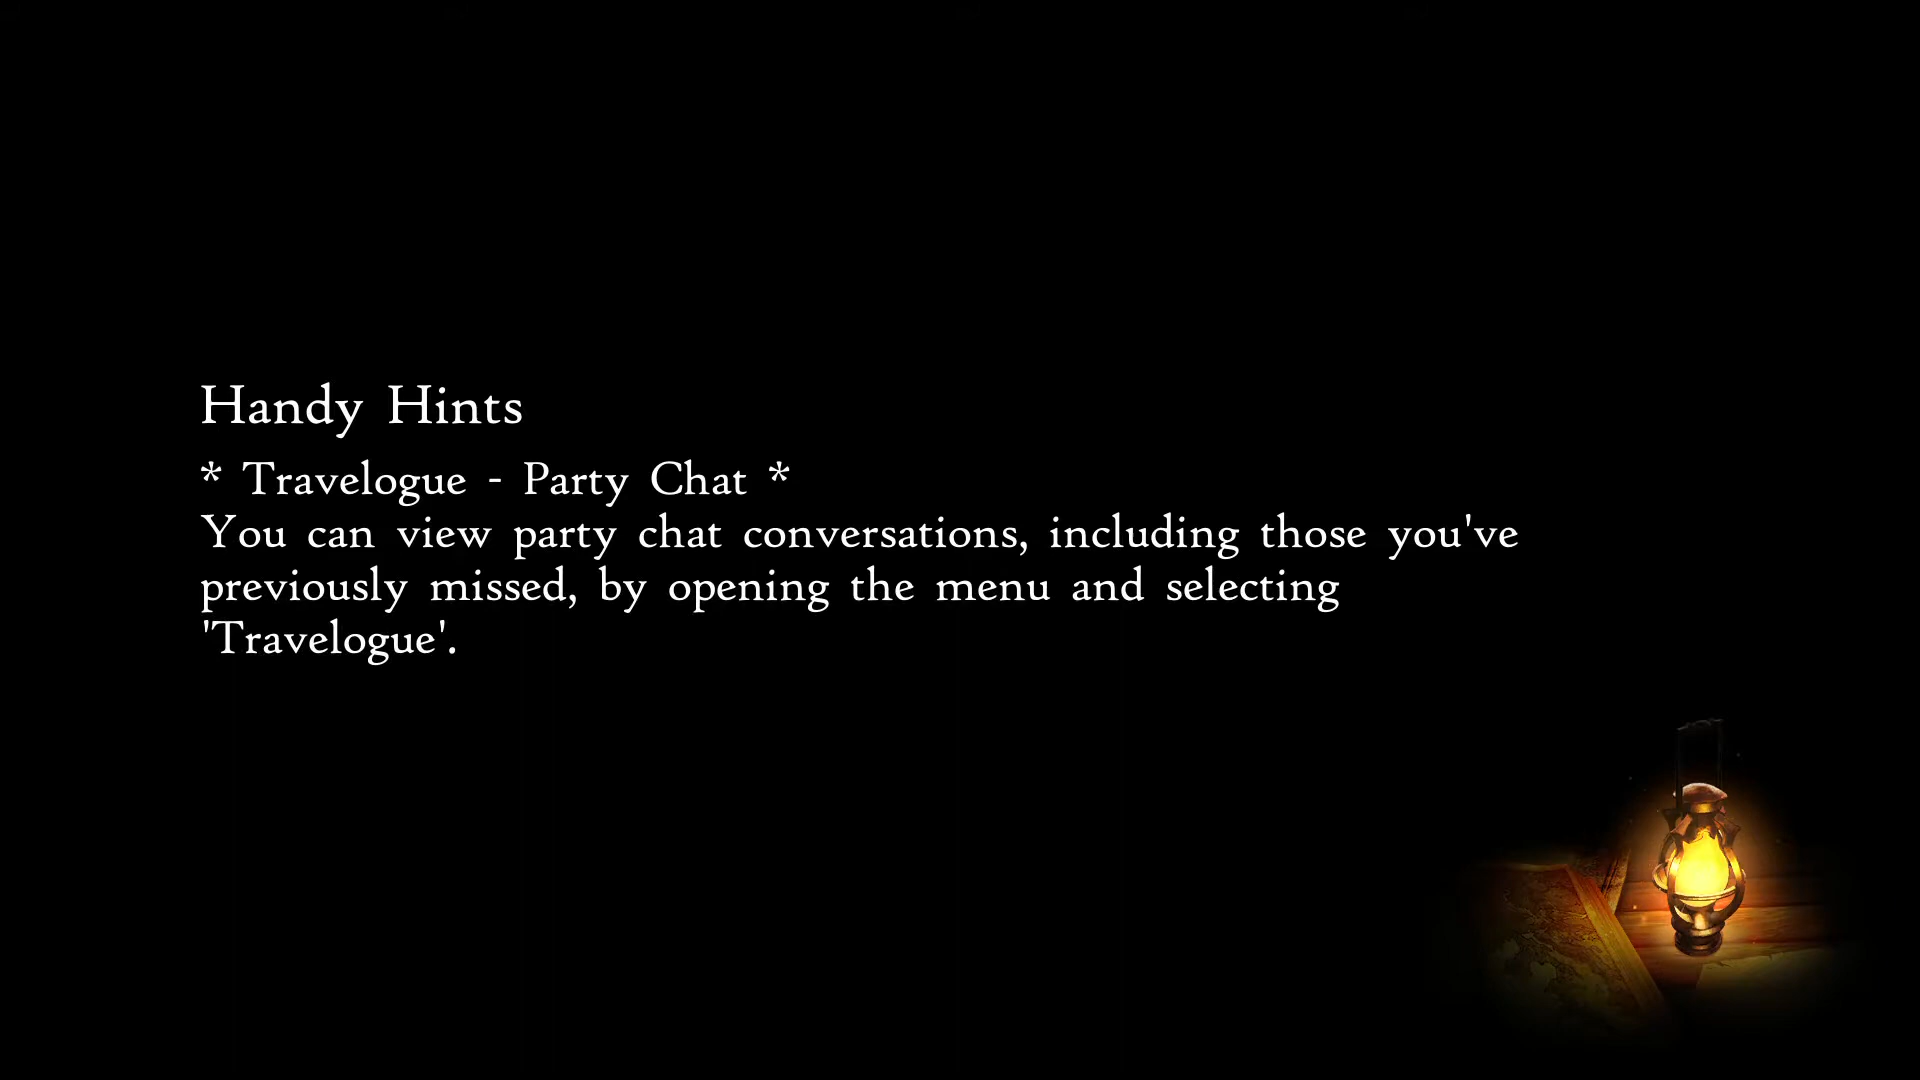 Handy Hints
* Travelogue - Party Chat *
You can view party chat conversations, including those you've
previously missed, by opening the menu and selecting
'Travelogue'.